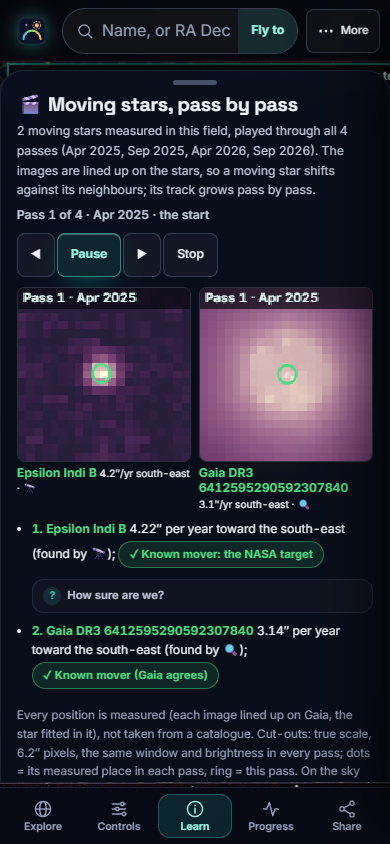 Name, or RA Dec
Fly to
··· More
Moving stars, pass by pass
2 moving stars measured in this field, played through all 4
passes (Apr 2025, Sep 2025, Apr 2026, Sep 2026). The
images are lined up on the stars, so a moving star shifts
against its neighbours; its track grows pass by pass.
Pass 1 of 4 · Apr 2025 · the start
Pause
Stop
Pass 1 · Apr 2025
Pass 1 · Apr 2025
Epsilon Indi B 4.2″/yr south-east
·
Gaia DR3
6412595290592307840
3.1″/yr south-east ·
• 1. Epsilon Indi B 4.22″ per year toward the south-east
(found by 🔭); ✓ Known mover: the NASA target
? How sure are we?
• 2. Gaia DR3 6412595290592307840 3.14″ per year
toward the south-east (found by 🔍);
✓ Known mover (Gaia agrees)
Every position is measured (each image lined up on Gaia, the
star fitted in it), not taken from a catalogue. Cut-outs: true scale,
6.2″ pixels, the same window and brightness in every pass; dots
= its measured place in each pass, ring = this pass. On the sky
Explore
Controls
Learn
Progress
Share